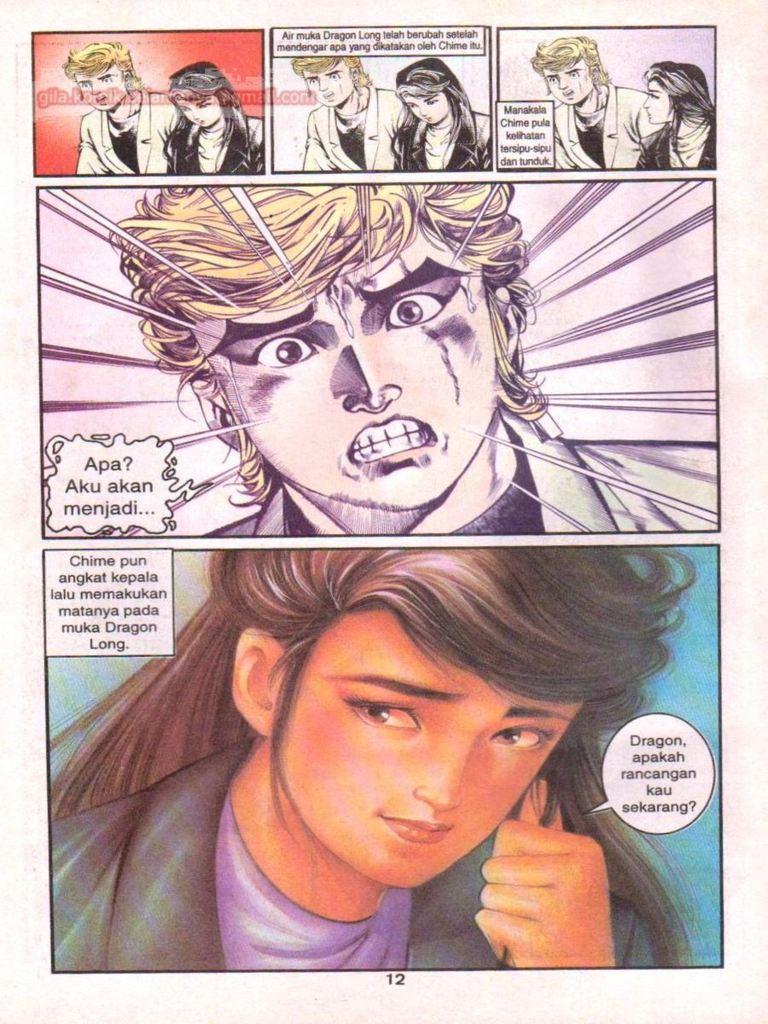 Air muka Dragon Long telah berubah setelah
mendengar apa yang dikatakan oleh Chime itu.
Manakala
Chime pula
kelihatan
tersipu-sipu
dan tunduk.
Apa?
Aku akan
menjadi...
Chime pun
angkat kepala
lalu memakukan
matanya pada
muka Dragon
Long.
Dragon,
apakah
rancangan
kau
sekarang?
12